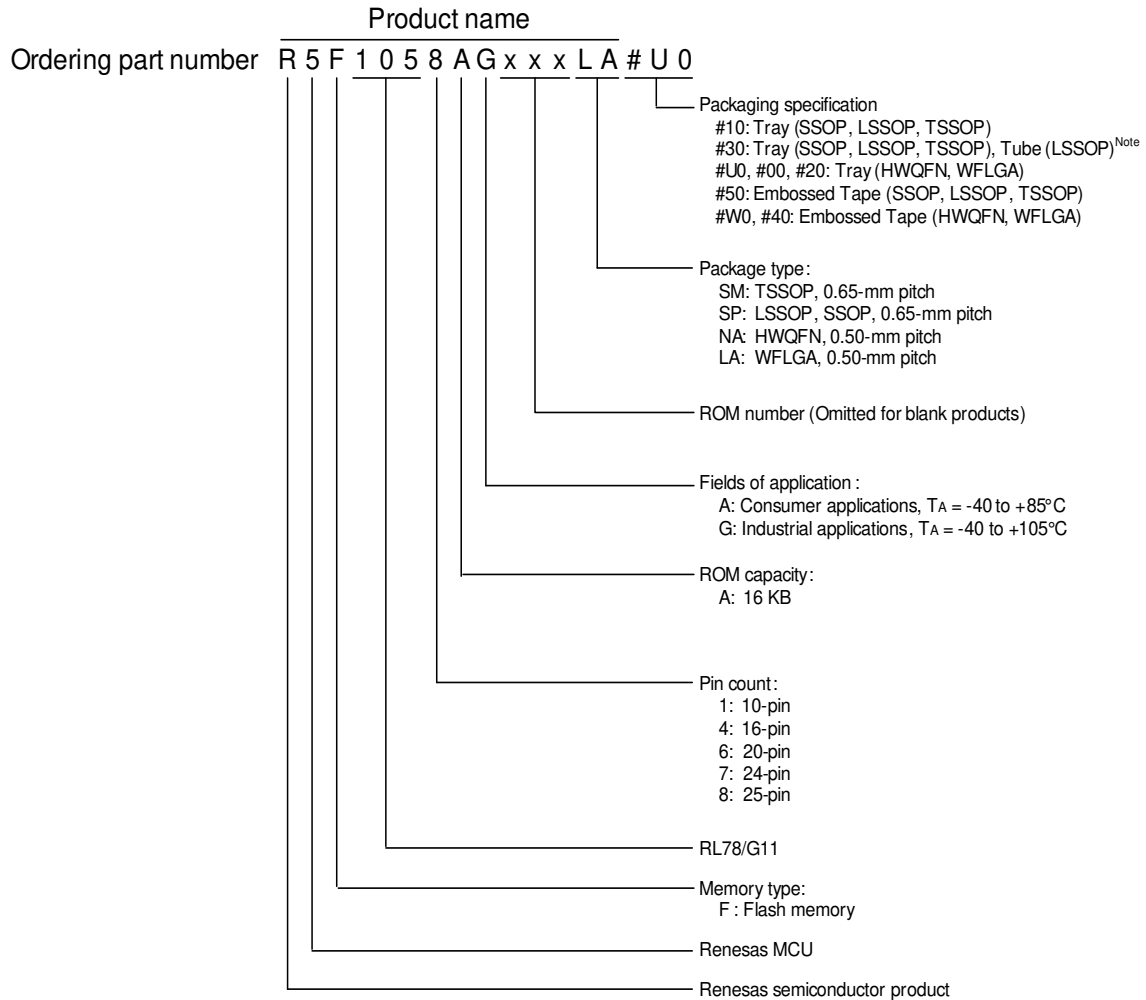 Product name
Ordering part number R 5 F 1 0 5 8 A G x x x L A # U 0
Packaging specification
#10: Tray (SSOP, LSSOP, TSSOP)
#30: Tray (SSOP, LSSOP, TSSOP), Tube (LSSOP)Note
#U0, #00, #20: Tray (HWQFN, WFLGA)
#50: Embossed Tape (SSOP, LSSOP, TSSOP)
#W0, #40: Embossed Tape (HWQFN, WFLGA)
Package type:
SM: TSSOP, 0.65-mm pitch
SP: LSSOP, SSOP, 0.65-mm pitch
NA: HWQFN, 0.50-mm pitch
LA: WFLGA, 0.50-mm pitch
ROM number (Omitted for blank products)
Fields of application :
A: Consumer applications, TA = -40 to +85°C
G: Industrial applications, TA = -40 to +105°C
ROM capacity:
A: 16 KB
Pin count:
1: 10-pin
4: 16-pin
6: 20-pin
7: 24-pin
8: 25-pin
RL78/G11
Memory type:
F : Flash memory
Renesas MCU
Renesas semiconductor product